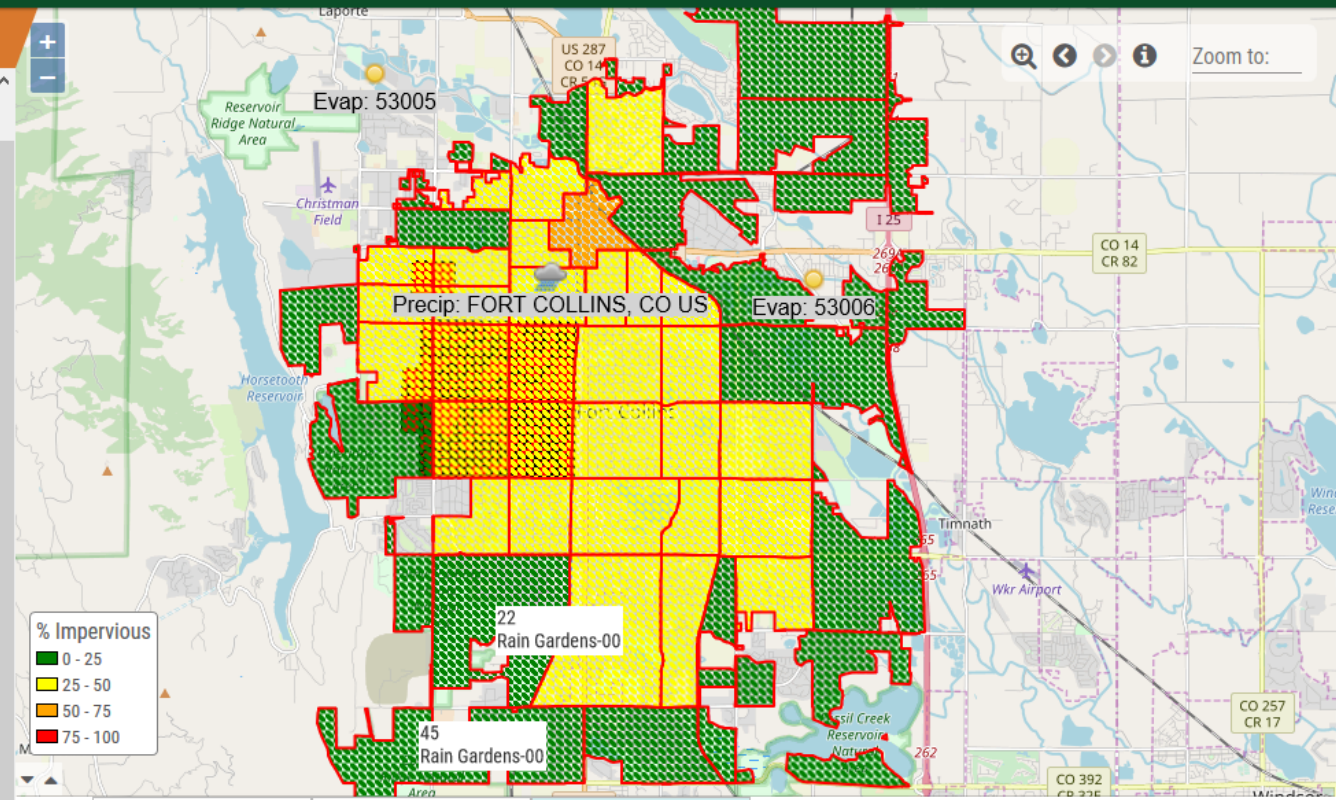 Laporte
+
−
US 287
CO 14
Zoom to:
Evap: 53005
Reservoir
Ridge Natural
Area
Christman
Field
I 25
269
CO 14
CR 82
Precip: FORT COLLINS, CO US
Evap: 53006
Horsetooth
Reservoir
Fort Collins
Timnath
Wkr Airport
% Impervious
0 - 25
25 - 50
50 - 75
75 - 100
22
Rain Gardens-00
45
Rain Gardens-00
Reservoir
CO 257
CR 17
262
CO 392
Area